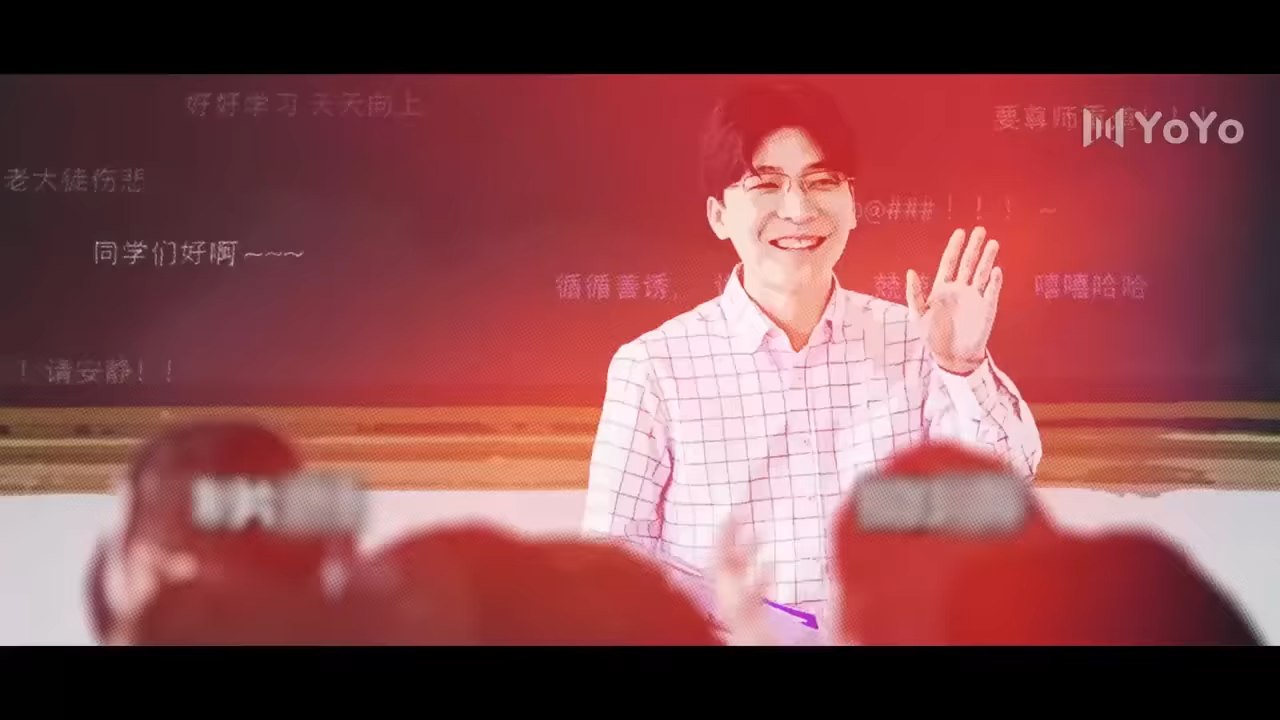 好好学习 天天向上
要尊师
YoYo
老大徒伤悲
@###！！！ ~
同学们好啊~~~
循循善诱,
嘻嘻哈哈
！请安静！！